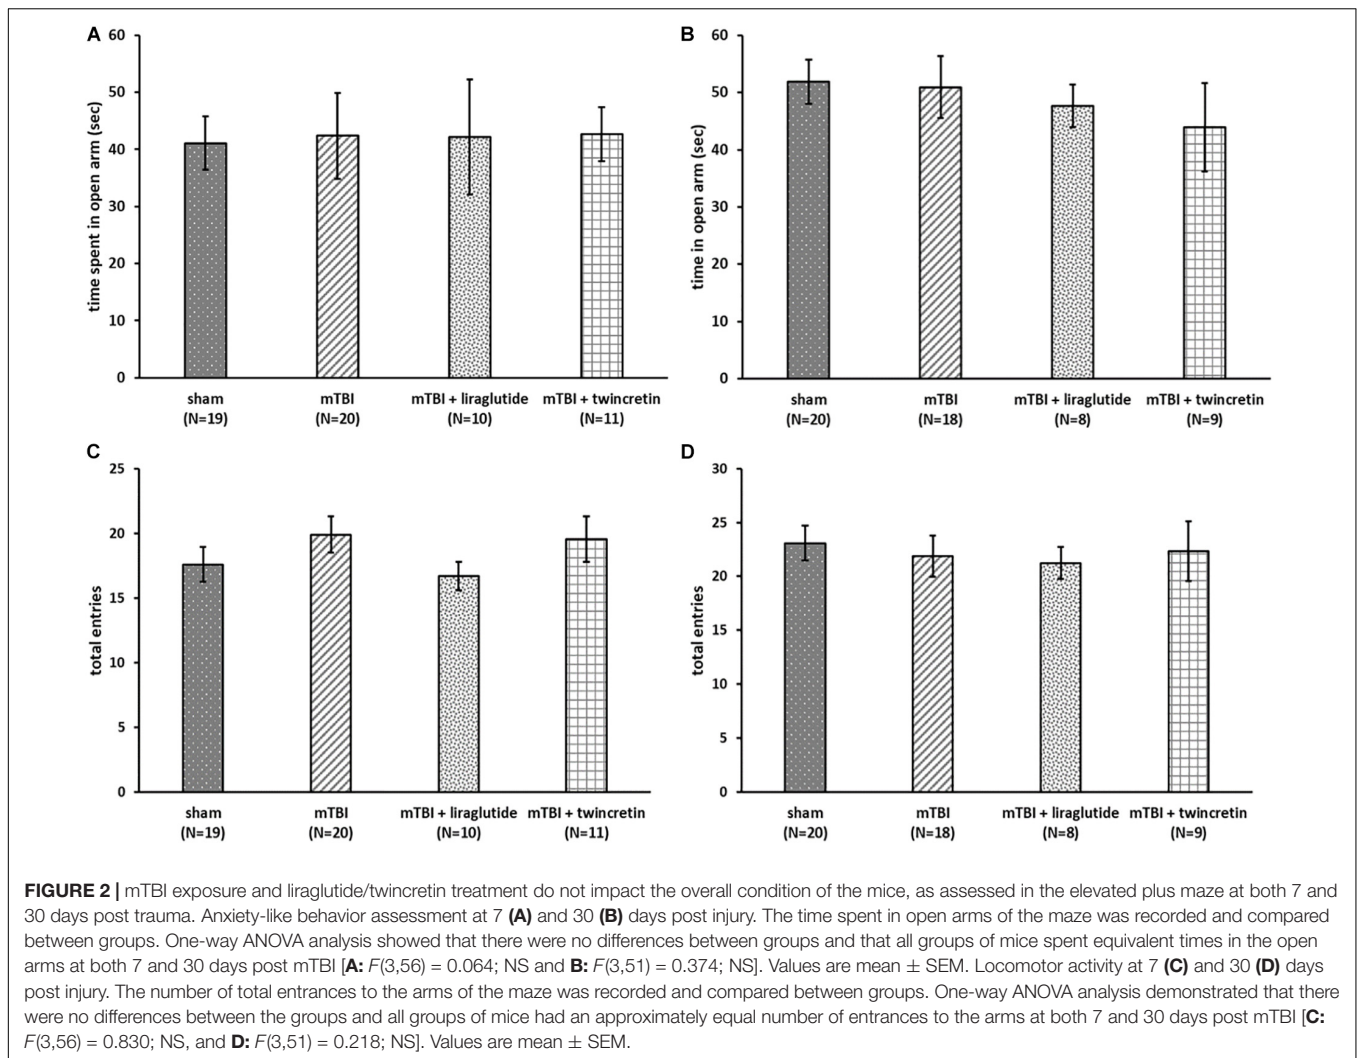 A
60
50
40
30
20
10
0
time spent in open arm (sec)
sham
(N=19)
mTBI
(N=20)
mTBI + liraglutide
(N=10)
mTBI + twincretin
(N=11)
B
60
50
40
30
20
10
0
time in open arm (sec)
sham
(N=20)
mTBI
(N=18)
mTBI + liraglutide
(N=8)
mTBI + twincretin
(N=9)
C
25
20
15
10
5
0
total entries
sham
(N=19)
mTBI
(N=20)
mTBI + liraglutide
(N=10)
mTBI + twincretin
(N=11)
D
30
25
20
15
10
5
0
total entries
sham
(N=20)
mTBI
(N=18)
mTBI + liraglutide
(N=8)
mTBI + twincretin
(N=9)
FIGURE 2 | mTBI exposure and liraglutide/twincretin treatment do not impact the overall condition of the mice, as assessed in the elevated plus maze at both 7 and
30 days post trauma. Anxiety-like behavior assessment at 7 (A) and 30 (B) days post injury. The time spent in open arms of the maze was recorded and compared
between groups. One-way ANOVA analysis showed that there were no differences between groups and that all groups of mice spent equivalent times in the open
arms at both 7 and 30 days post mTBI [A: F(3,56) = 0.064; NS and B: F(3,51) = 0.374; NS]. Values are mean ± SEM. Locomotor activity at 7 (C) and 30 (D) days
post injury. The number of total entrances to the arms of the maze was recorded and compared between groups. One-way ANOVA analysis demonstrated that there
were no differences between the groups and all groups of mice had an approximately equal number of entrances to the arms at both 7 and 30 days post mTBI [C:
F(3,56) = 0.830; NS, and D: F(3,51) = 0.218; NS]. Values are mean ± SEM.